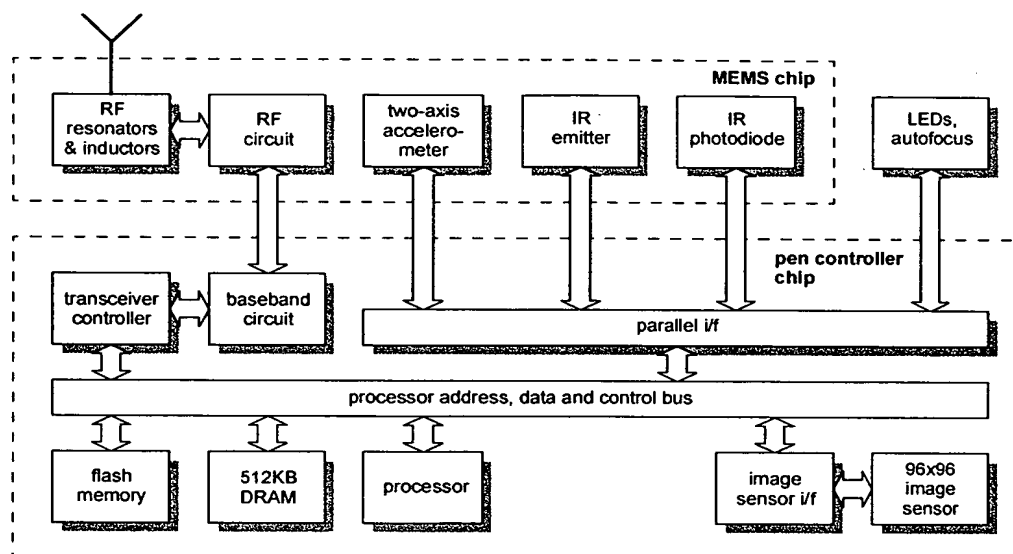 MEMS chip
RF
resonators
& inductors
RF
circuit
two-axis
accelero-
meter
IR
emitter
IR
photodiode
LEDs,
autofocus
pen controller
chip
transceiver
controller
baseband
circuit
parallel i/f
processor address, data and control bus
flash
memory
512KB
DRAM
processor
image
sensor i/f
96x96
image
sensor